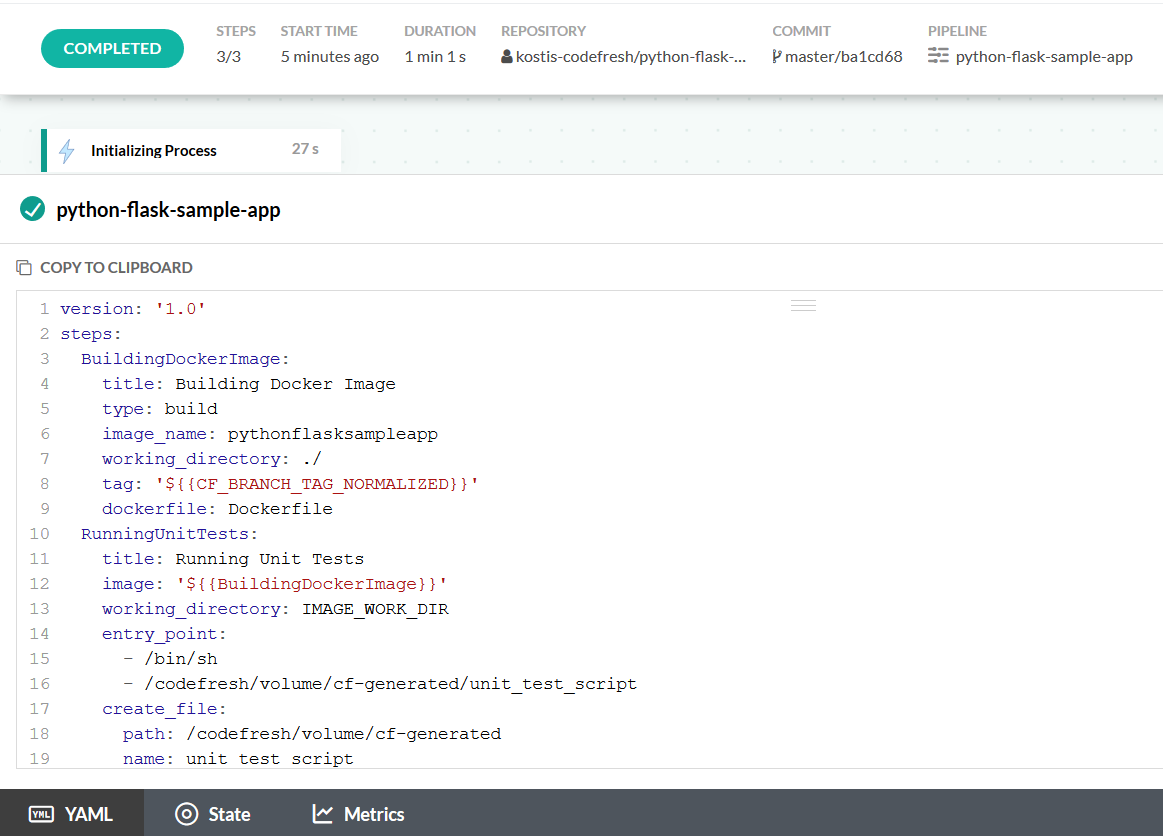 COMPLETED
STEPS
3/3
START TIME
5 minutes ago
DURATION
1 min 1 s
REPOSITORY
kostis-codefresh/python-flask-...
COMMIT
master/ba1cd68
PIPELINE
python-flask-sample-app
Initializing Process 27 s
python-flask-sample-app
COPY TO CLIPBOARD
1 version: '1.0'
2 steps:
3 BuildingDockerImage:
4 title: Building Docker Image
5 type: build
6 image_name: pythonflasksampleapp
7 working_directory: ./
8 tag: '${{CF_BRANCH_TAG_NORMALIZED}}'
9 dockerfile: Dockerfile
10 RunningUnitTests:
11 title: Running Unit Tests
12 image: '${{BuildingDockerImage}}'
13 working_directory: IMAGE_WORK_DIR
14 entry_point:
15 - /bin/sh
16 - /codefresh/volume/cf-generated/unit_test_script
17 create_file:
18 path: /codefresh/volume/cf-generated
19 name: unit test script
YML YAML State Metrics